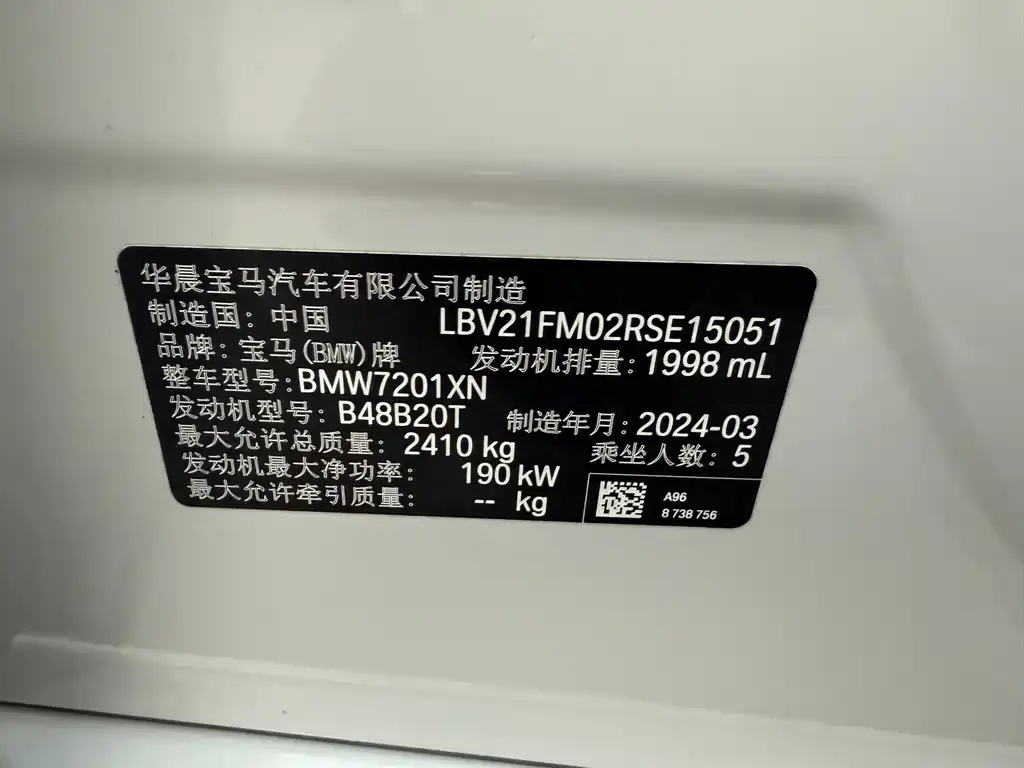 华晨宝马汽车有限公司制造
制造国：中国 LBV21FM02RSE15051
品牌：宝马(BMW)牌 发动机排量：1998 mL
整车型号：BMW7201XN
发动机型号：B48B20T 制造年月：2024-03
最大允许总质量：2410 kg 乘坐人数：5
发动机最大净功率：190 kW
最大允许牵引质量：-- kg
A96
8 738 756